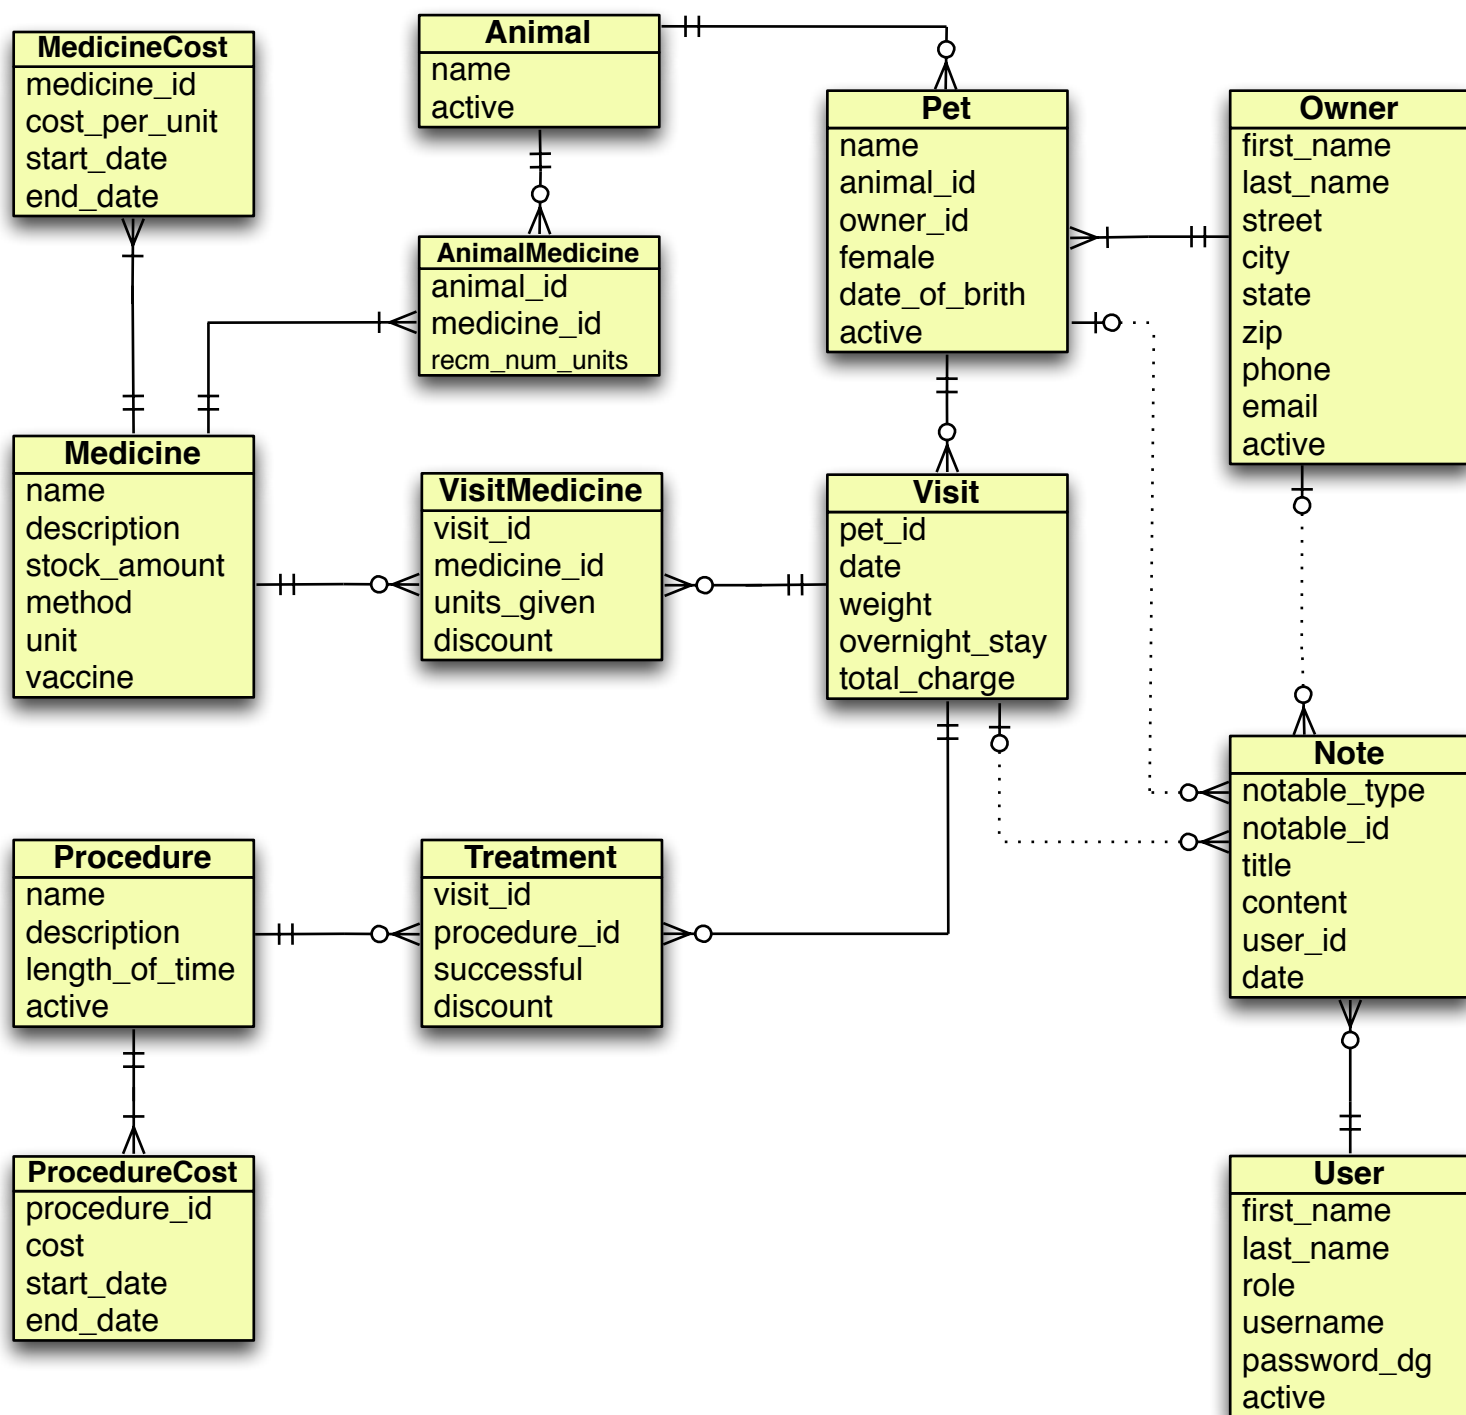 MedicineCost
medicine_id
cost_per_unit
start_date
end_date
Animal
name
active
Pet
name
animal_id
owner_id
female
date_of_brith
active
Owner
first_name
last_name
street
city
state
zip
phone
email
active
AnimalMedicine
animal_id
medicine_id
recm_num_units
Medicine
name
description
stock_amount
method
unit
vaccine
VisitMedicine
visit_id
medicine_id
units_given
discount
Visit
pet_id
date
weight
overnight_stay
total_charge
Note
notable_type
notable_id
title
content
user_id
date
Procedure
name
description
length_of_time
active
Treatment
visit_id
procedure_id
successful
discount
ProcedureCost
procedure_id
cost
start_date
end_date
User
first_name
last_name
role
username
password_dg
active